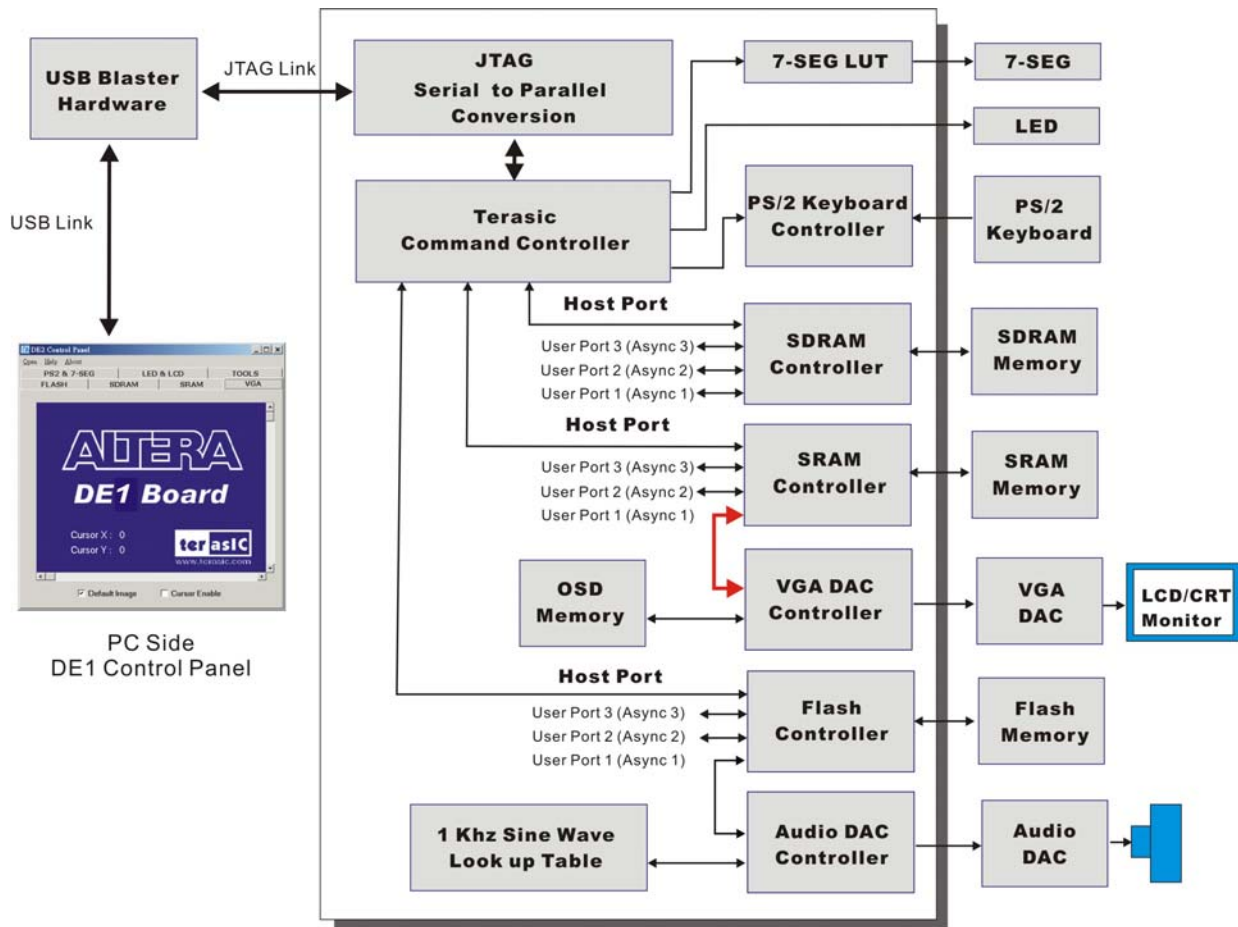 USB Blaster
Hardware
JTAG Link
JTAG
Serial to Parallel
Conversion
7-SEG LUT
7-SEG
LED
Terasic
Command Controller
PS/2 Keyboard
Controller
PS/2
Keyboard
USB Link
Host Port
User Port 3 (Async 3)
User Port 2 (Async 2)
User Port 1 (Async 1)
SDRAM
Controller
SDRAM
Memory
DE2 Control Panel
Open Help About
PS2 & 7-SEG LED & LCD TOOLS
FLASH SDRAM SRAM VGA
ALTERA
DE1 Board
Cursor X : 0
Cursor Y : 0
terasIC
www.terasic.com
Default Image Cursor Enable
PC Side
DE1 Control Panel
Host Port
User Port 3 (Async 3)
User Port 2 (Async 2)
User Port 1 (Async 1)
SRAM
Controller
SRAM
Memory
OSD
Memory
VGA DAC
Controller
VGA
DAC
LCD/CRT
Monitor
Host Port
User Port 3 (Async 3)
User Port 2 (Async 2)
User Port 1 (Async 1)
Flash
Controller
Flash
Memory
1 Khz Sine Wave
Look up Table
Audio DAC
Controller
Audio
DAC